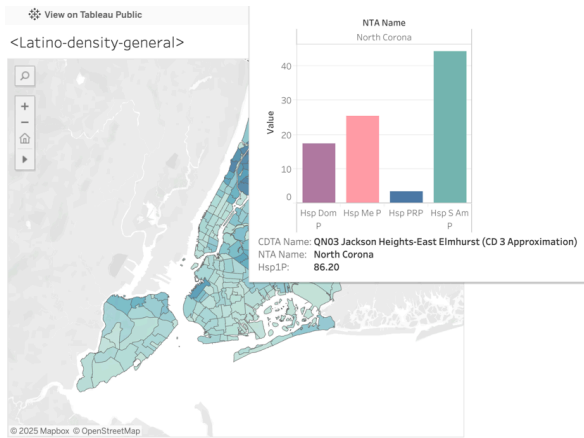 View on Tableau Public
<Latino-density-general>
NTA Name
North Corona
40
30
20
10
0
Value
Hsp Dom P
Hsp Me P
Hsp PRP
Hsp S Am P
CDTA Name: QN03 Jackson Heights-East Elmhurst (CD 3 Approximation)
NTA Name: North Corona
Hsp1P: 86.20
© 2025 Mapbox © OpenStreetMap